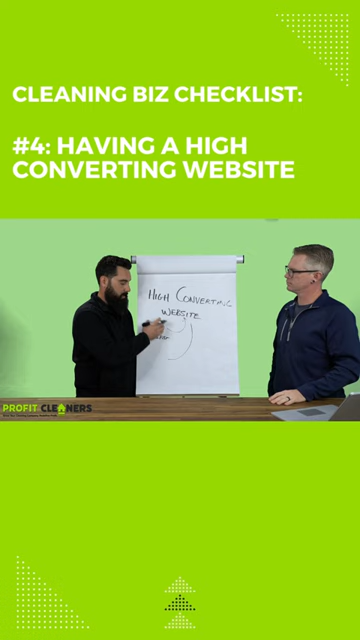 CLEANING BIZ CHECKLIST:
#4: HAVING A HIGH
CONVERTING WEBSITE
HIGH CONVERTING
WEBSITE
PROFIT CLEANERS